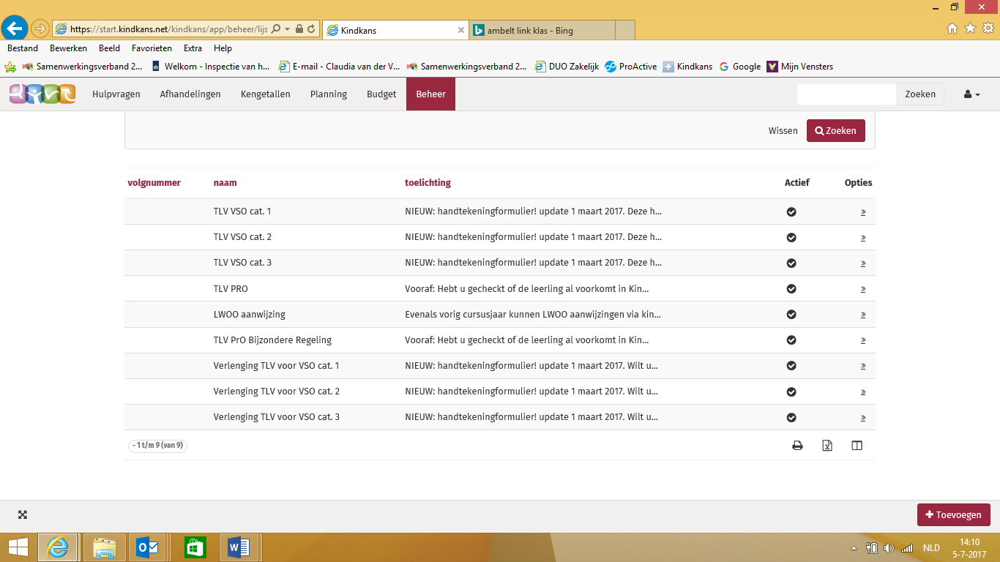 https://start.kindkans.net/kindkans/app/beheer/lijs
Kindkans
ambelt link klas - Bing
Bestand Bewerken Beeld Favorieten Extra Help
Samenwerkingsverband 2... Welkom - Inspectie van h... E-mail - Claudia van der V... Samenwerkingsverband 2... DUO Zakelijk ProActive Kindkans Google Mijn Vensters
Hulpvragen Afhandelingen Kengetallen Planning Budget Beheer Zoeken
Wissen Zoeken
volgnummer naam toelichting Actief Opties
TLV VSO cat. 1 NIEUW: handtekeningformulier! update 1 maart 2017. Deze h... »
TLV VSO cat. 2 NIEUW: handtekeningformulier! update 1 maart 2017. Deze h... »
TLV VSO cat. 3 NIEUW: handtekeningformulier! update 1 maart 2017. Deze h... »
TLV PRO Vooraf: Hebt u gecheckt of de leerling al voorkomt in Kin... »
LWOO aanwijzing Evenals vorig cursusjaar kunnen LWOO aanwijzingen via kin... »
TLV PrO Bijzondere Regeling Vooraf: Hebt u gecheckt of de leerling al voorkomt in Kin... »
Verlenging TLV voor VSO cat. 1 NIEUW: handtekeningformulier! update 1 maart 2017. Wilt u... »
Verlenging TLV voor VSO cat. 2 NIEUW: handtekeningformulier! update 1 maart 2017. Wilt u... »
Verlenging TLV voor VSO cat. 3 NIEUW: handtekeningformulier! update 1 maart 2017. Wilt u... »
- 1 t/m 9 (van 9)
Toevoegen
NLD
14:10
5-7-2017